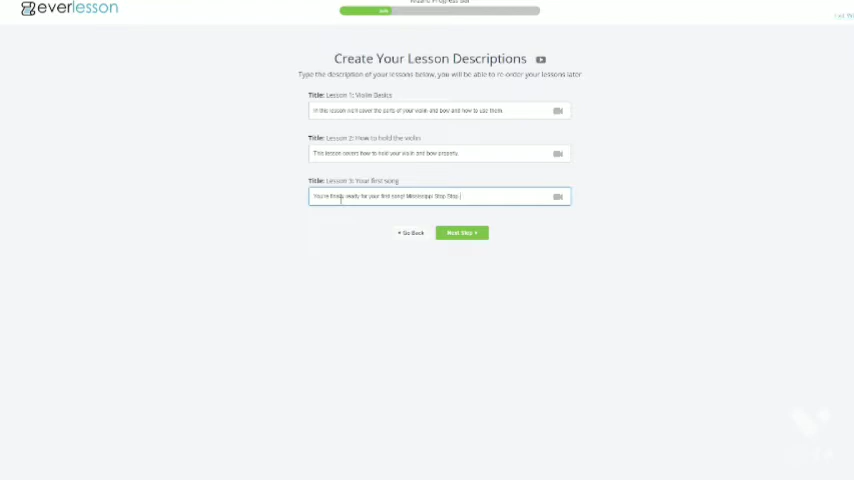 everlesson
Create Your Lesson Descriptions
Type the description of your lessons below, you will be able to re-order your lessons later
Title: Lesson 1: Violin Basics
In this lesson we'll cover the parts of your violin and bow and how to use them.
Title: Lesson 2: How to hold the violin
This lesson covers how to hold your violin and bow properly.
Title: Lesson 3: Your first song
You're finally ready for your first song! Mississippi Stop Stop
Go Back
Next Step